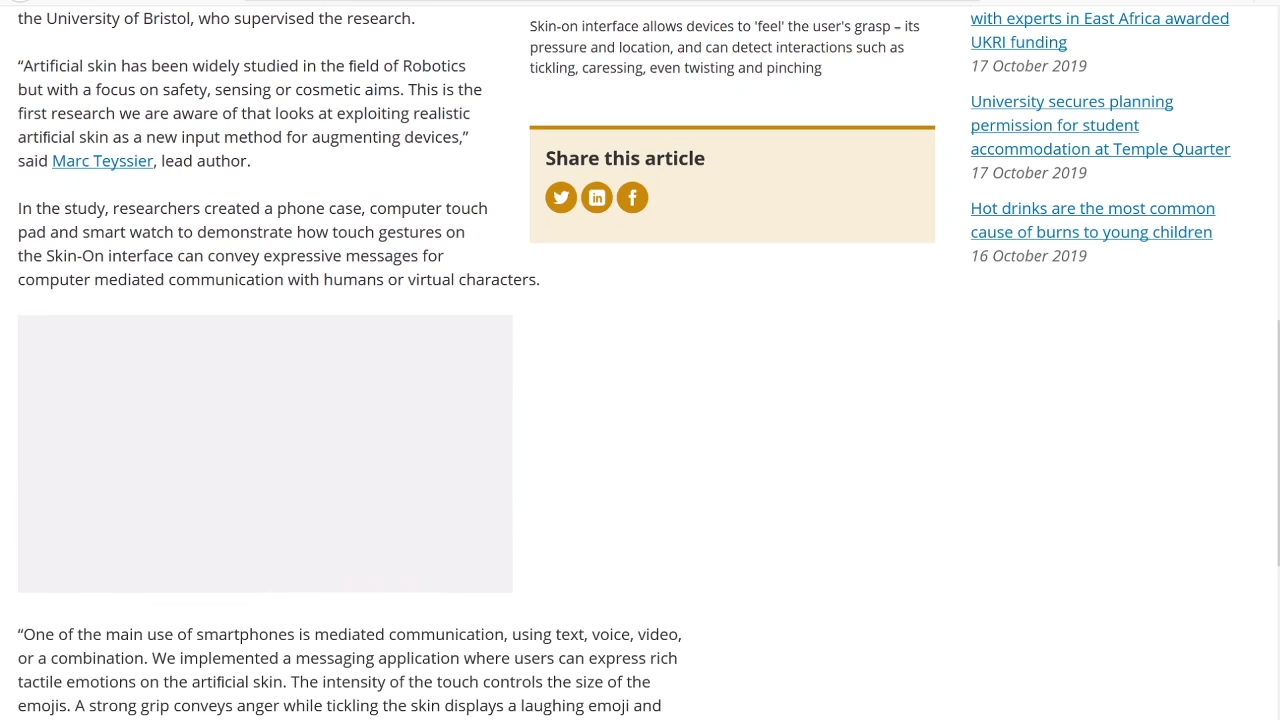 the University of Bristol, who supervised the research.
“Artificial skin has been widely studied in the field of Robotics
but with a focus on safety, sensing or cosmetic aims. This is the
first research we are aware of that looks at exploiting realistic
artificial skin as a new input method for augmenting devices,”
said Marc Teyssier, lead author.
In the study, researchers created a phone case, computer touch
pad and smart watch to demonstrate how touch gestures on
the Skin-On interface can convey expressive messages for
computer mediated communication with humans or virtual characters.
“One of the main use of smartphones is mediated communication, using text, voice, video,
or a combination. We implemented a messaging application where users can express rich
tactile emotions on the artificial skin. The intensity of the touch controls the size of the
emojis. A strong grip conveys anger while tickling the skin displays a laughing emoji and
Skin-on interface allows devices to 'feel' the user's grasp – its
pressure and location, and can detect interactions such as
tickling, caressing, even twisting and pinching
Share this article
with experts in East Africa awarded
UKRI funding
17 October 2019
University secures planning
permission for student
accommodation at Temple Quarter
17 October 2019
Hot drinks are the most common
cause of burns to young children
16 October 2019